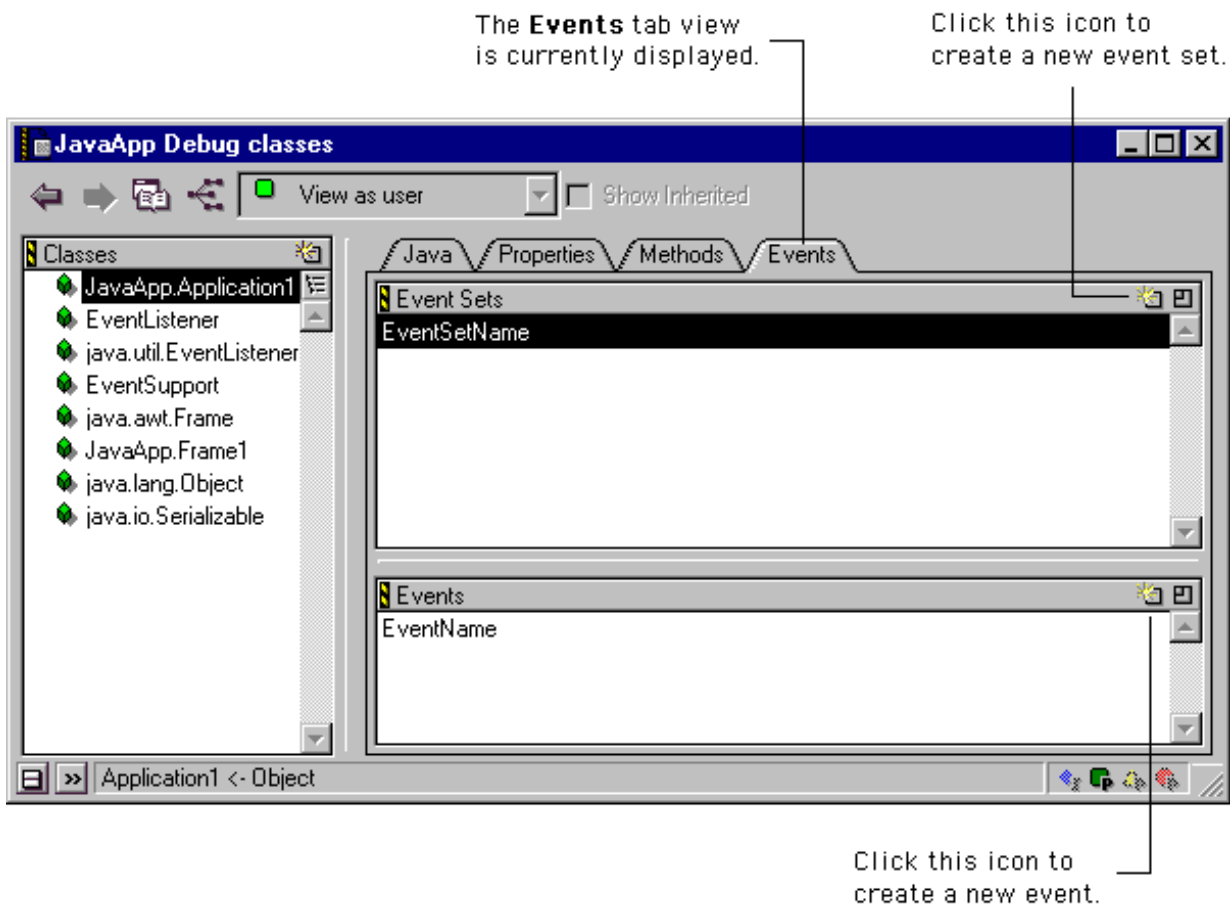 The Events tab view
is currently displayed.
Click this icon to
create a new event set.
JavaApp Debug classes
View as user
Show Inherited
Classes
JavaApp.Application1
EventListener
java.util.EventListener
EventSupport
java.awt.Frame
JavaApp.Frame1
java.lang.Object
java.io.Serializable
Java Properties Methods Events
Event Sets
EventSetName
Events
EventName
Application1 <- Object
Click this icon to
create a new event.